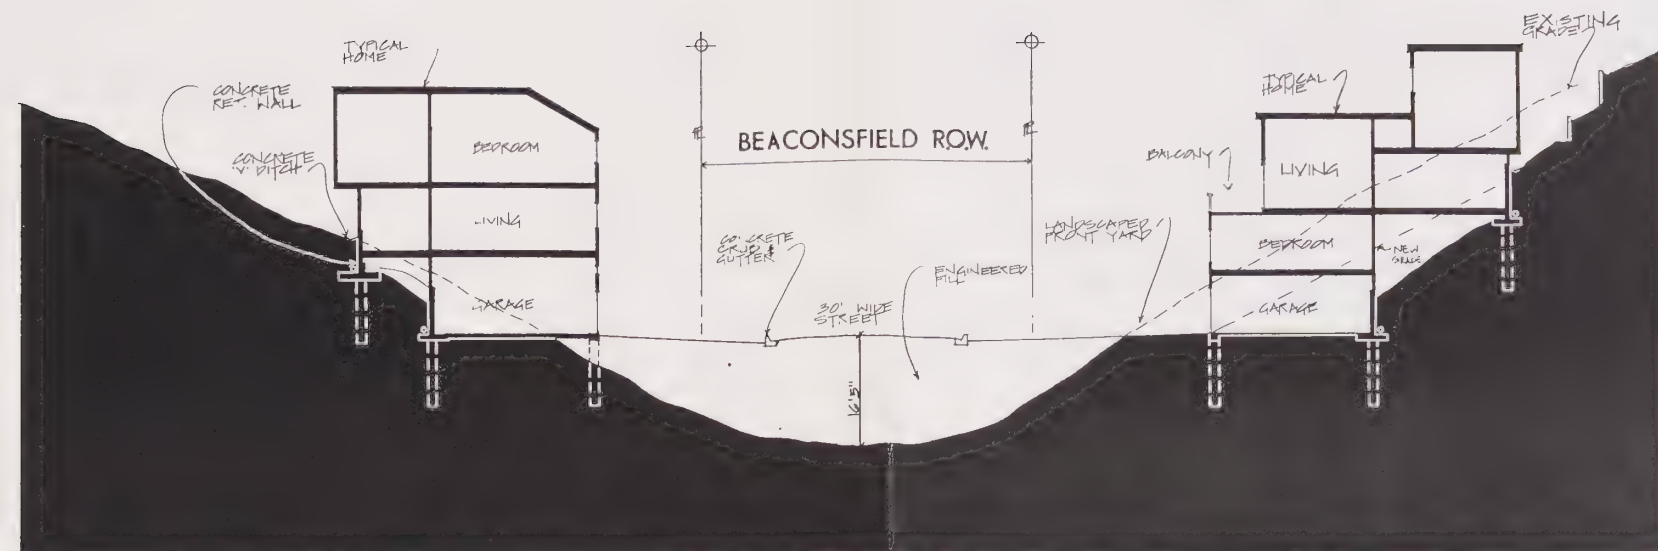 TYPICAL
HOME
CONCRETE
RET. WALL
CONCRETE
"V" DITCH
BEDROOM
LIVING
GARAGE
BEACONSFIELD R.O.W.
CONCRETE
CRUB &
GUTTER
30' WIDE
STREET
ENGINEERED
FILL
16'5"
LANDSCAPED
FRONT YARD
BALCONY
TYPICAL
HOME
EXISTING
GRADE
LIVING
BEDROOM
NEW
GRADE
GARAGE